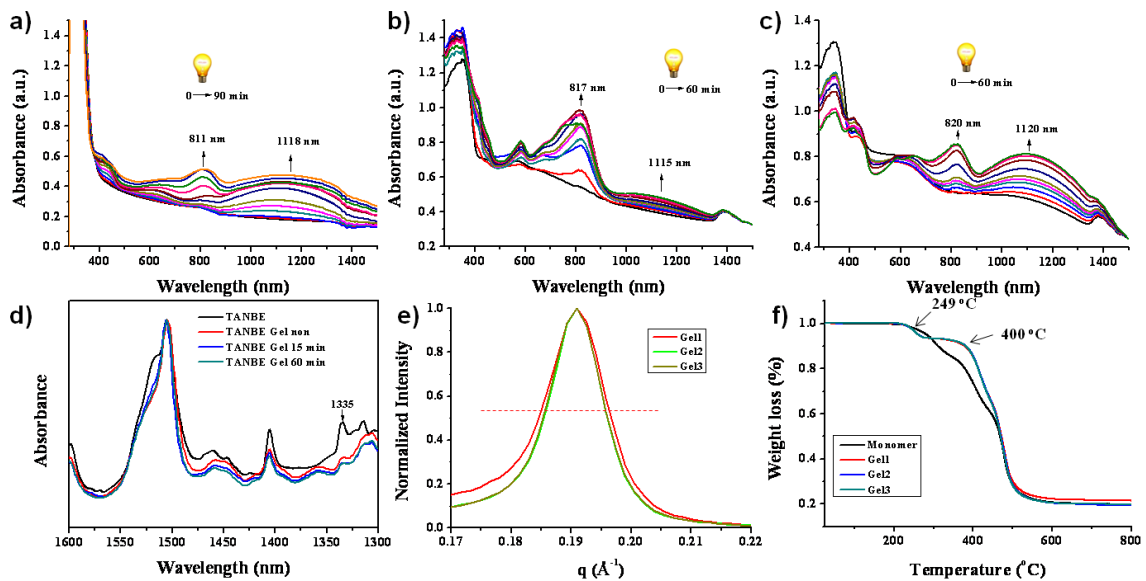 a)
1.4
1.2
1.0
0.8
0.6
0.4
0.2
0.0
Absorbance (a.u.)
0→90 min
811 nm
1118 nm
400 600 800 1000 1200 1400
Wavelength (nm)
b)
1.4
1.2
1.0
0.8
0.6
0.4
0.2
Absorbance (a.u.)
0→60 min
817 nm
1115 nm
400 600 800 1000 1200 1400
Wavelength (nm)
c)
1.4
1.2
1.0
0.8
0.6
0.4
Absorbance (a.u.)
0→60 min
820 nm
1120 nm
400 600 800 1000 1200 1400
Wavelength (nm)
d)
Absorbance
TANBE
TANBE Gel non
TANBE Gel 15 min
TANBE Gel 60 min
1335
1600 1550 1500 1450 1400 1350 1300
Wavelength (nm)
e)
1.0
0.8
0.6
0.4
0.2
0.0
Normalized Intensity
Gel1
Gel2
Gel3
0.17 0.18 0.19 0.20 0.21 0.22
q (Å⁻¹)
f)
1.0
0.8
0.6
0.4
0.2
Weight loss (%)
249 °C
400 °C
Monomer
Gel1
Gel2
Gel3
200 400 600 800
Temperature (°C)